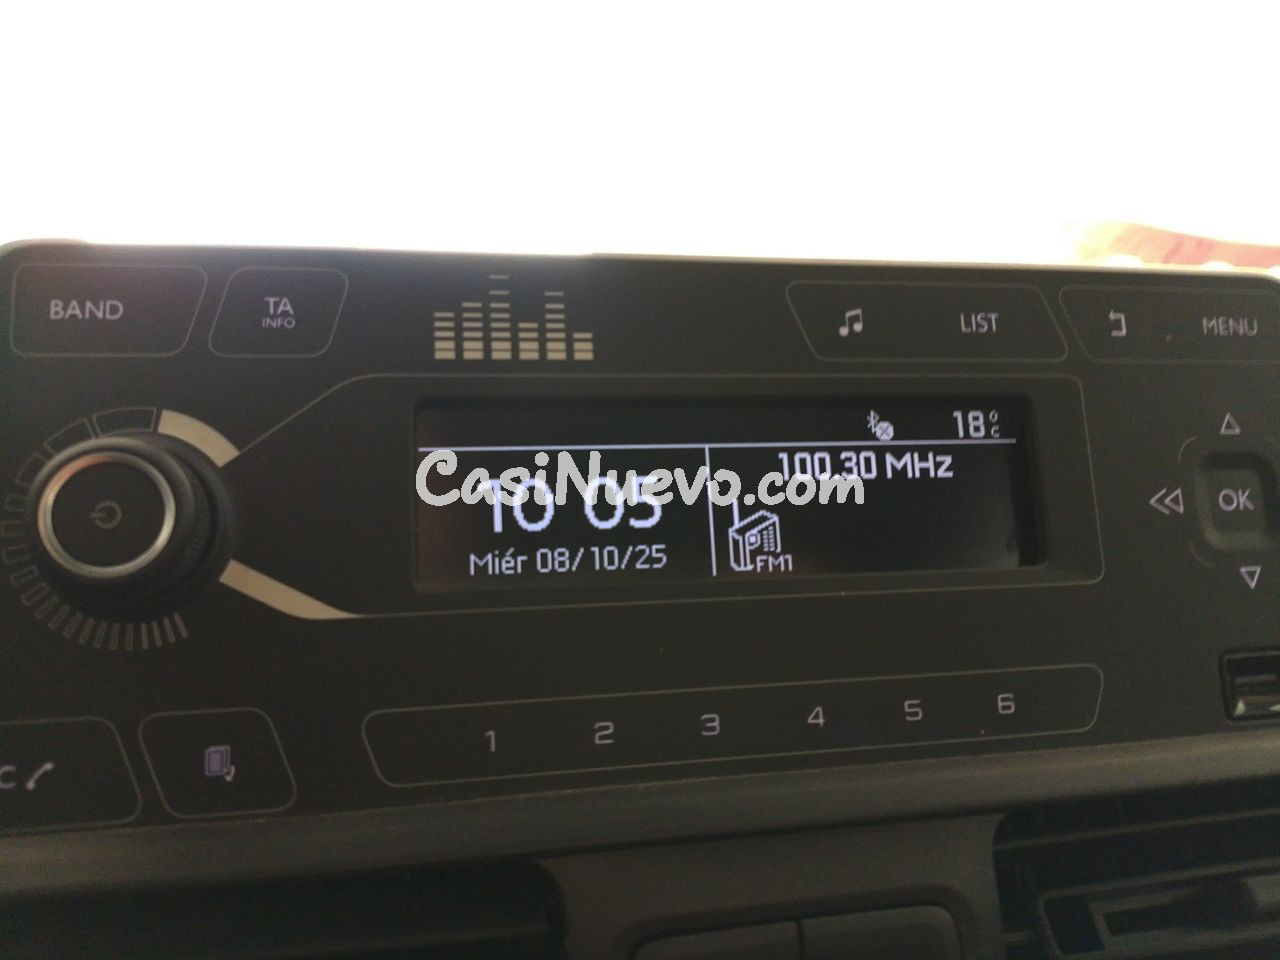 BAND
TA
INFO
LIST
MENU
18°C
CasiNuevo.com
10 05
100.30 MHz
Miér 08/10/25
FM1
OK
1 2 3 4 5 6
C